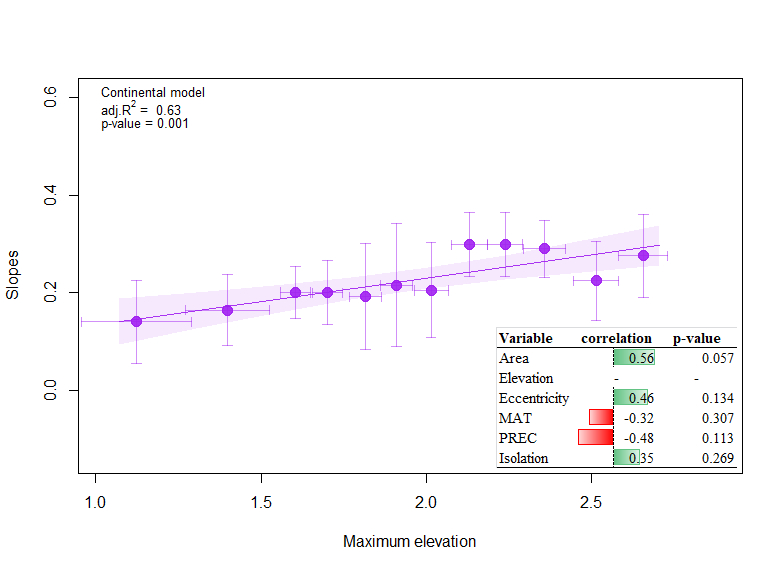 Continental model
adj.R2 = 0.63
p-value = 0.001
0.6
0.4
0.2
0.0
Slopes
Variable correlation p-value
Area 0.56 0.057
Elevation - -
Eccentricity 0.46 0.134
MAT -0.32 0.307
PREC -0.48 0.113
Isolation 0.35 0.269
1.0 1.5 2.0 2.5
Maximum elevation